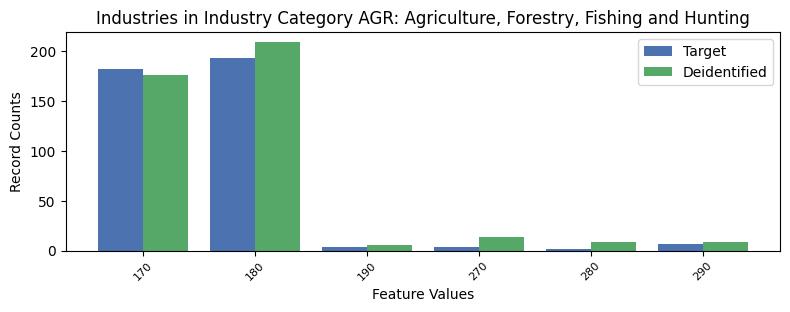 Industries in Industry Category AGR: Agriculture, Forestry, Fishing and Hunting
Target
Deidentified
Record Counts
200
150
100
50
0
170 180 190 270 280 290
Feature Values